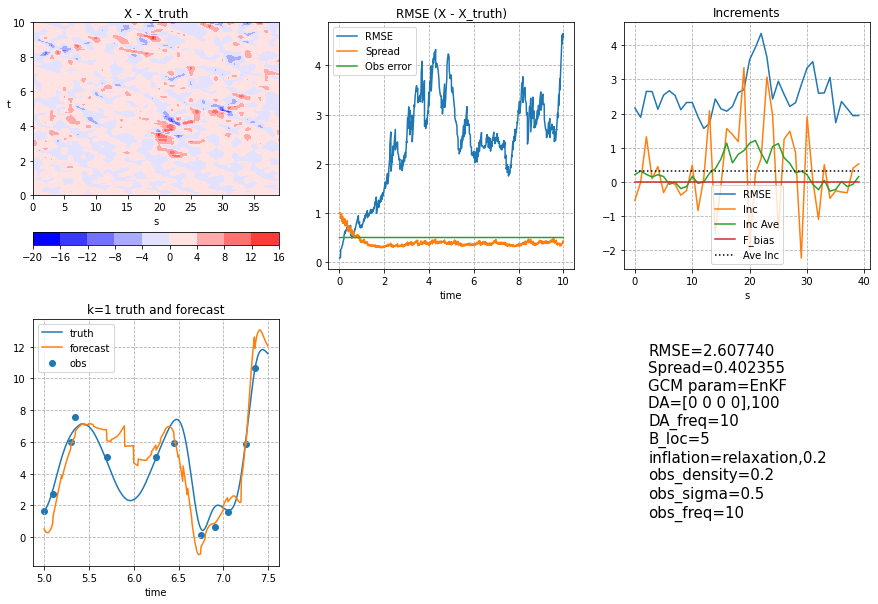 X - X_truth
10
8
6
t
4
2
0
0 5 10 15 20 25 30 35
s
−20 −16 −12 −8 −4 0 4 8 12 16
RMSE (X - X_truth)
RMSE
Spread
Obs error
4
3
2
1
0
0 2 4 6 8 10
time
Increments
4
3
2
1
0
−1
−2
RMSE
Inc
Inc Ave
F_bias
Ave Inc
0 10 20 30 40
s
k=1 truth and forecast
truth
forecast
obs
12
10
8
6
4
2
0
5.0 5.5 6.0 6.5 7.0 7.5
time
RMSE=2.607740
Spread=0.402355
GCM param=EnKF
DA=[0 0 0 0],100
DA_freq=10
B_loc=5
inflation=relaxation,0.2
obs_density=0.2
obs_sigma=0.5
obs_freq=10